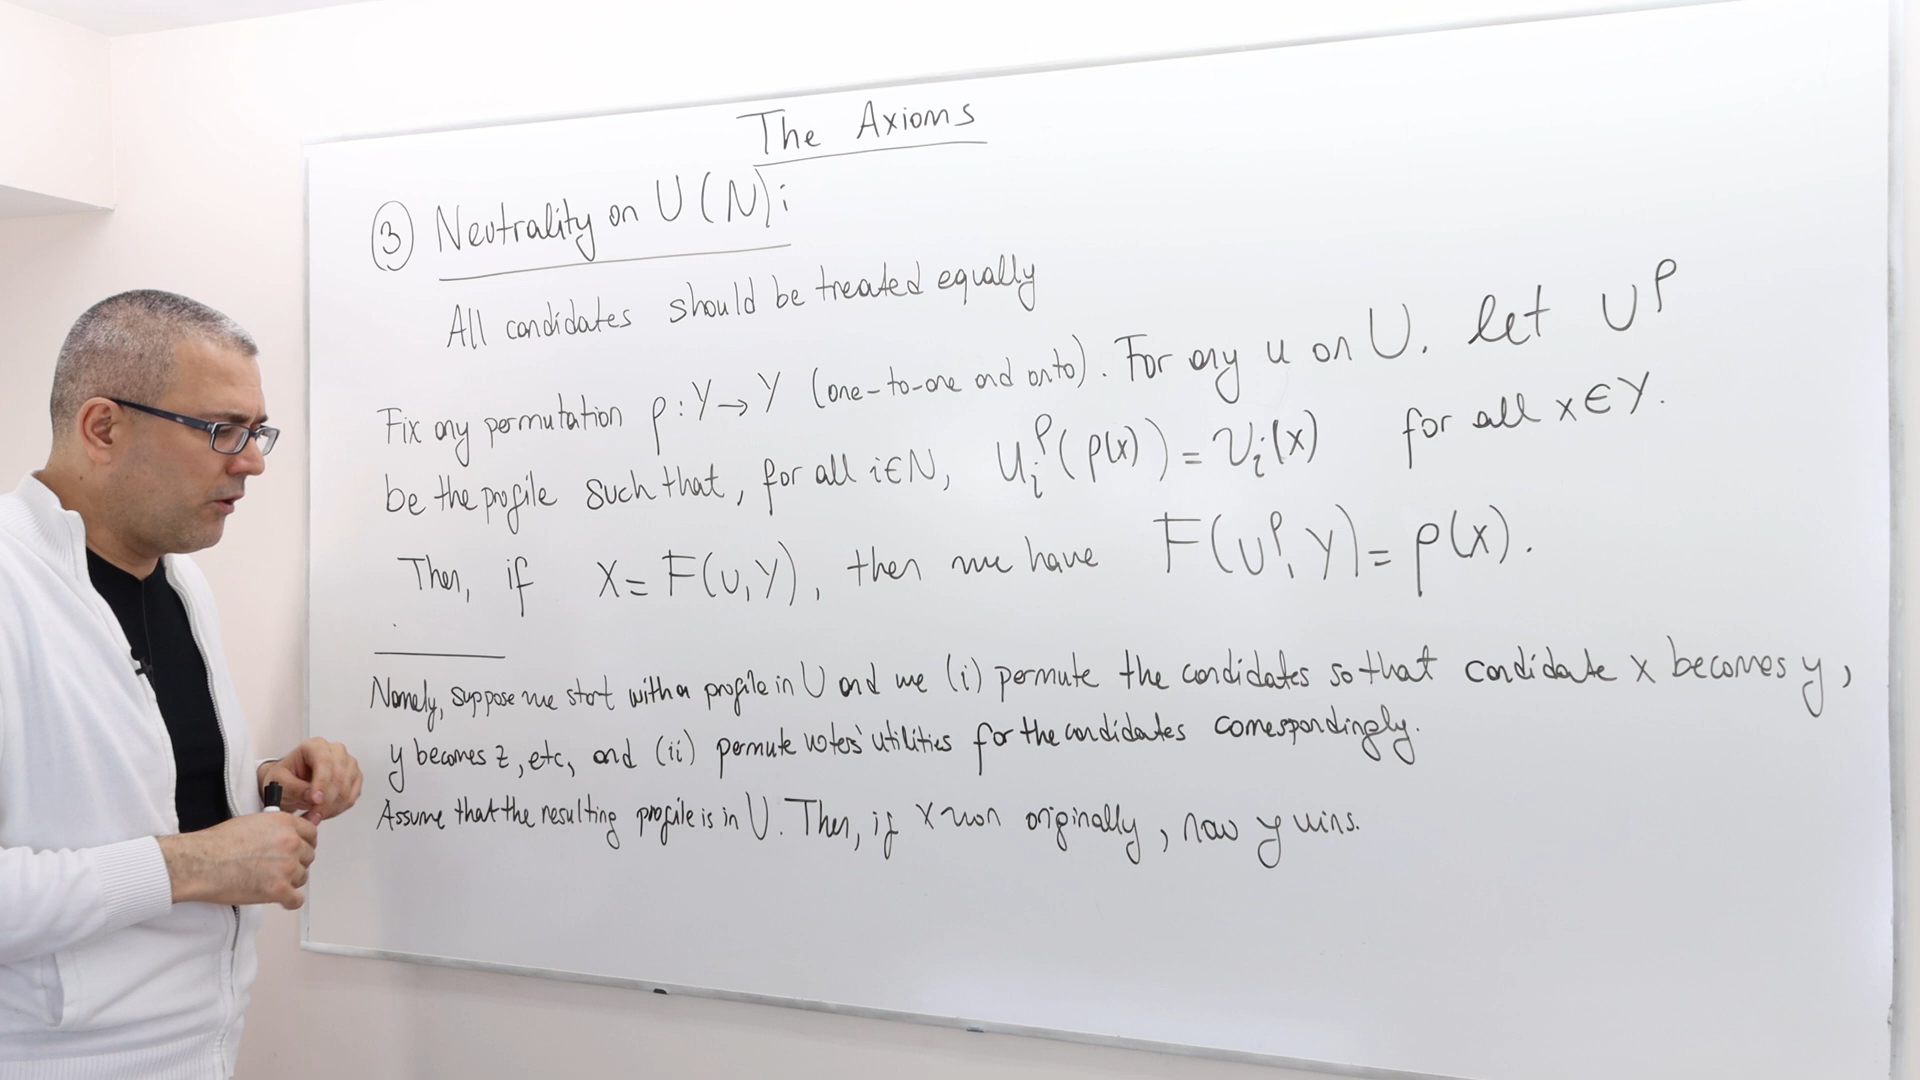 The Axioms
③ Neutrality on U(N):
All candidates should be treated equally
Fix any permutation ρ: Y → Y (one-to-one and onto). For any u on U. let U^ρ
be the profile such that, for all i∈N, U_i^ρ(ρ(x)) = U_i(x) for all x∈Y.
Then, if x = F(U,Y), then we have F(U^ρ, Y) = ρ(x).
Namely, suppose we start with a profile in U and we (i) permute the candidates so that candidate x becomes y,
y becomes z, etc, and (ii) permute voters' utilities for the candidates correspondingly.
Assume that the resulting profile is in U. Then, if x won originally, now y wins.